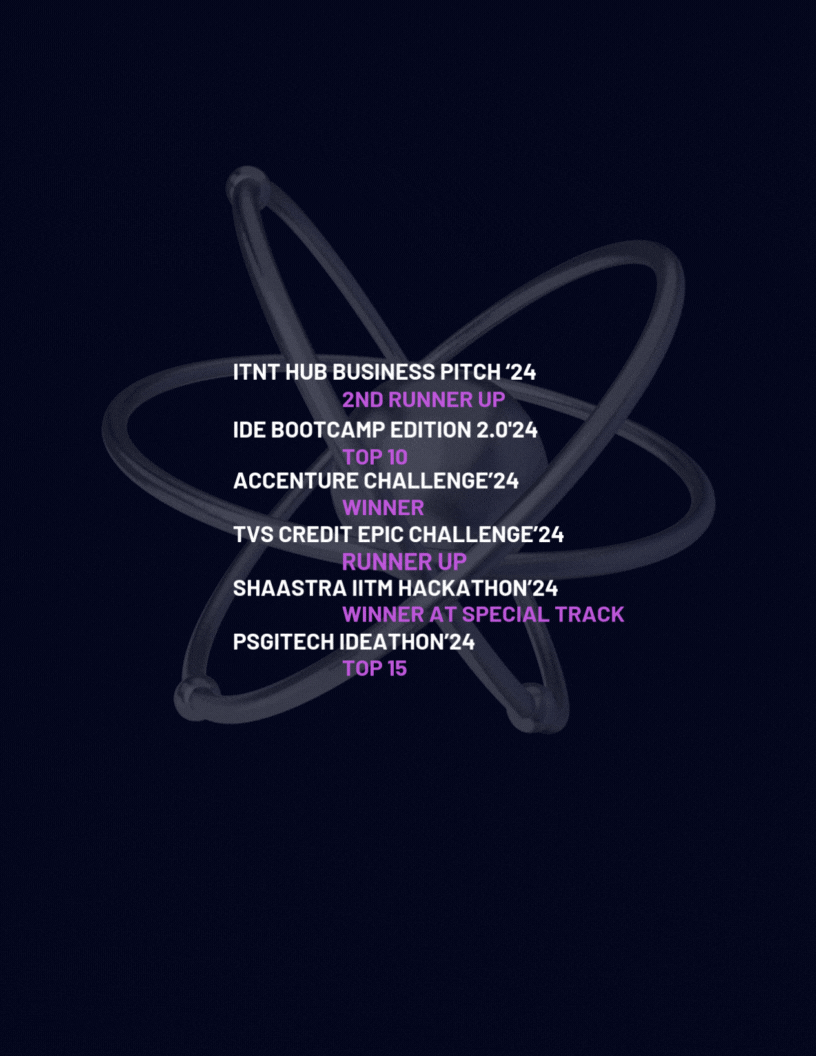 ITNT HUB BUSINESS PITCH ‘24
2ND RUNNER UP
IDE BOOTCAMP EDITION 2.0'24
TOP 10
ACCENTURE CHALLENGE’24
WINNER
TVS CREDIT EPIC CHALLENGE’24
RUNNER UP
SHAASTRA IITM HACKATHON’24
WINNER AT SPECIAL TRACK
PSGITECH IDEATHON’24
TOP 15